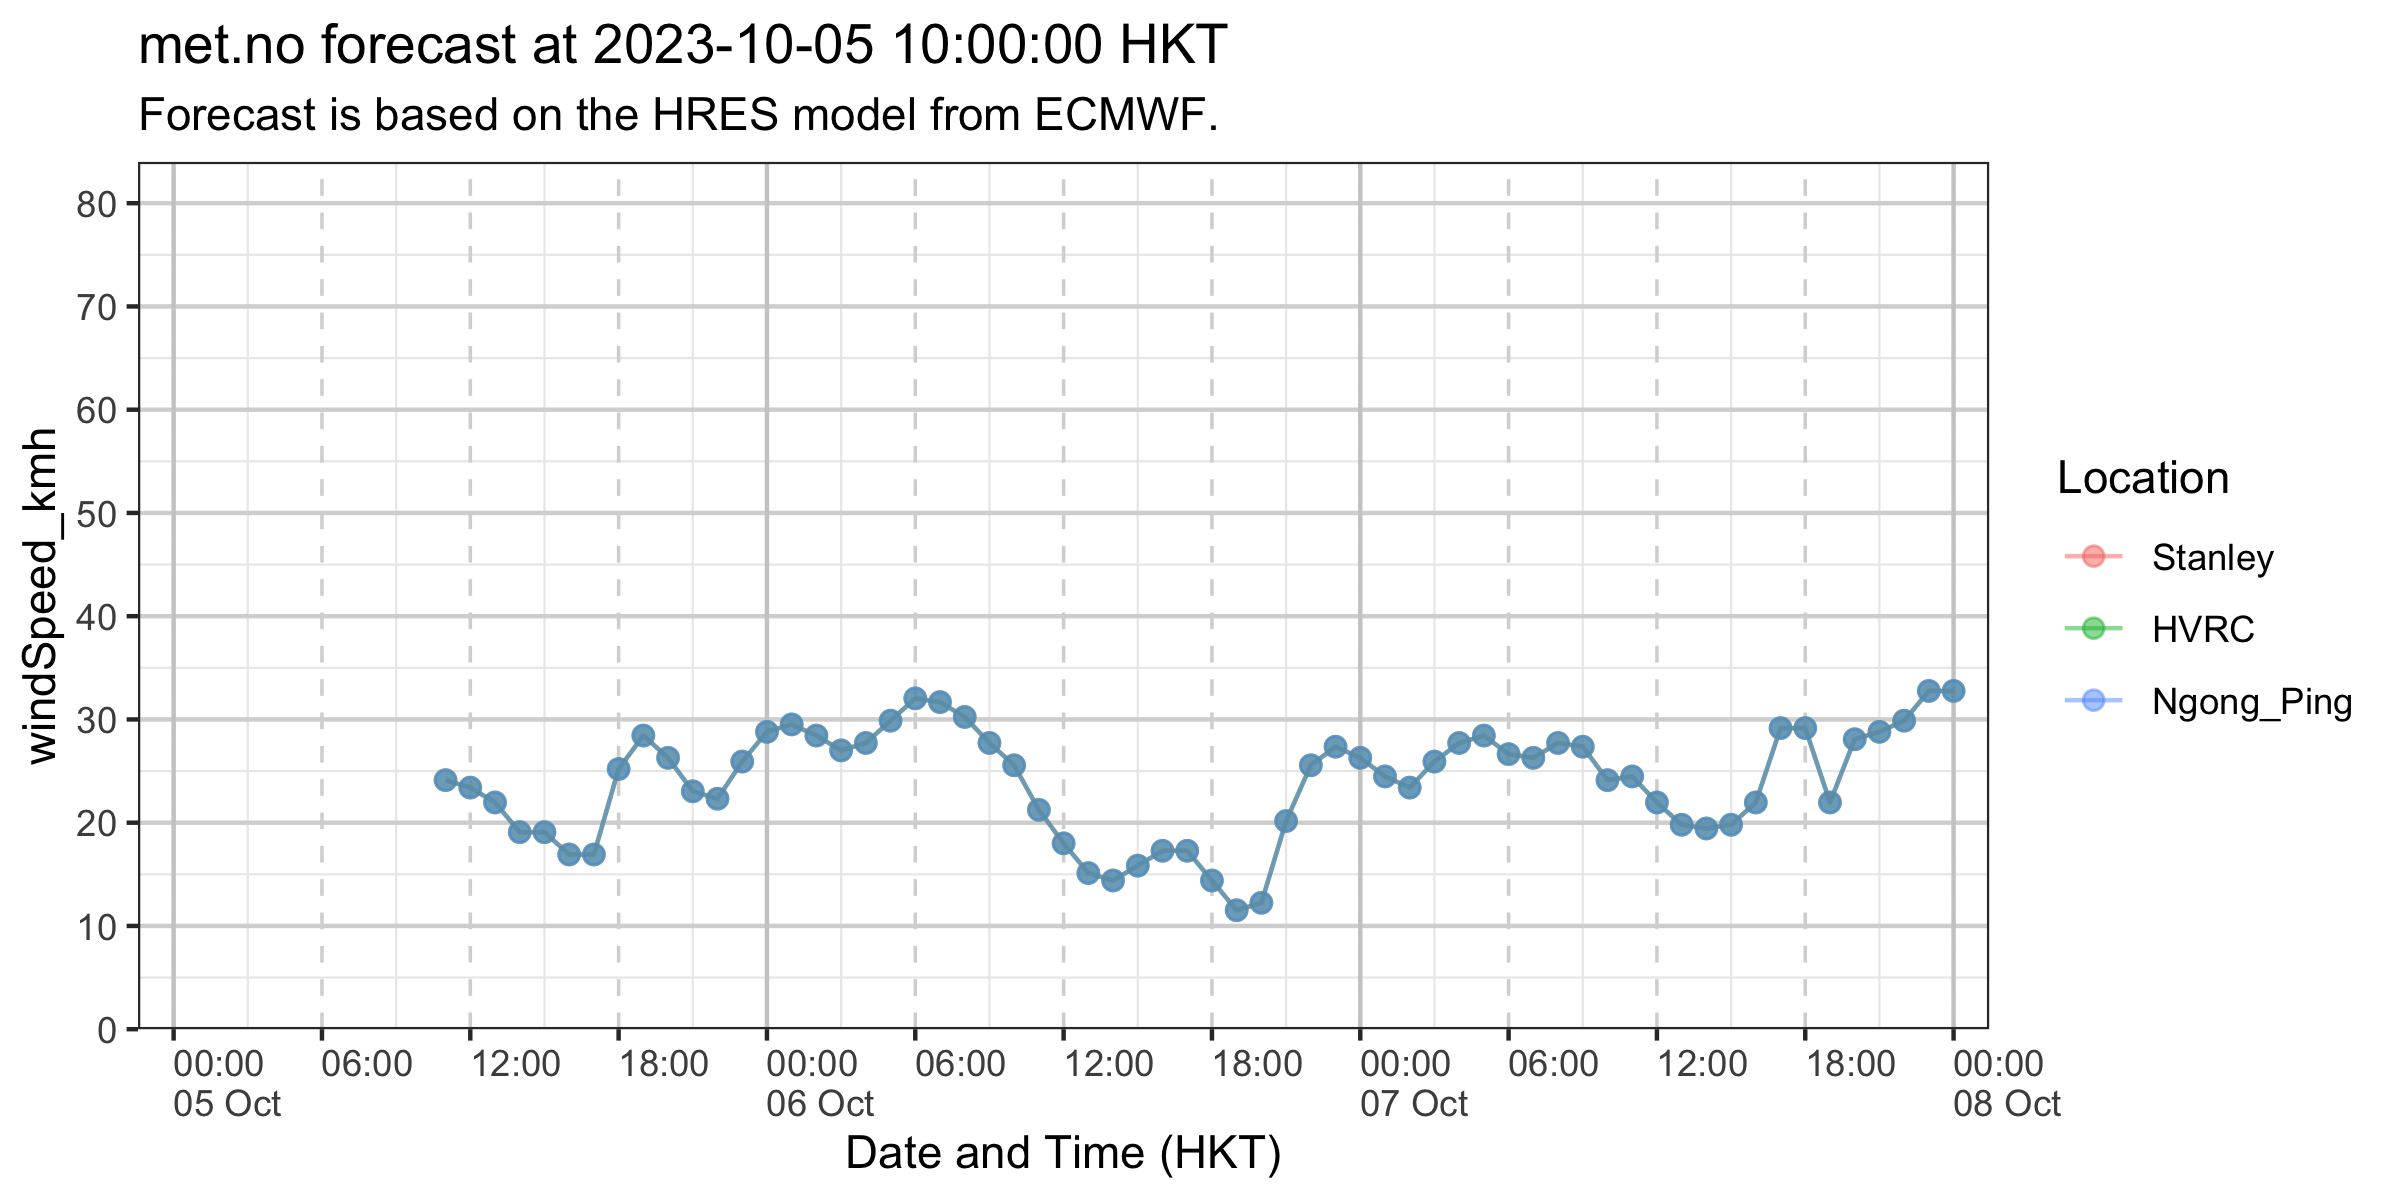 met.no forecast at 2023-10-05 10:00:00 HKT
Forecast is based on the HRES model from ECMWF.
windSpeed_kmh
80
70
60
50
40
30
20
10
0
00:00 06:00 12:00 18:00 00:00 06:00 12:00 18:00 00:00 06:00 12:00 18:00 00:00
05 Oct 06 Oct 07 Oct 08 Oct
Date and Time (HKT)
Location
Stanley
HVRC
Ngong_Ping